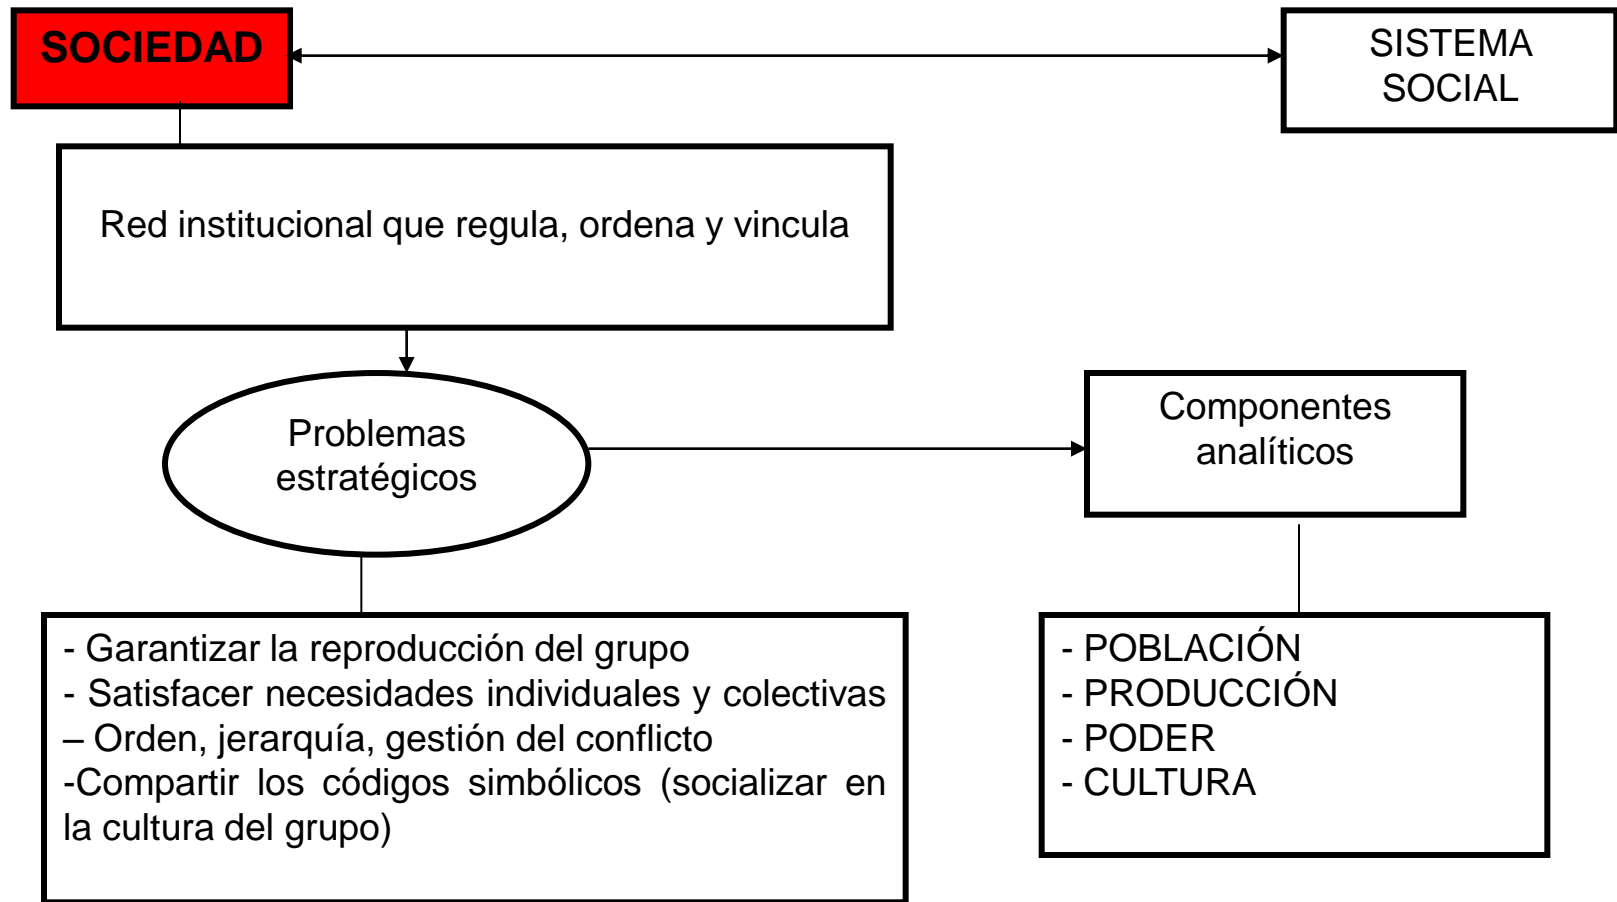 SOCIEDAD
SISTEMA
SOCIAL
Red institucional que regula, ordena y vincula
Problemas
estratégicos
Componentes
analíticos
- Garantizar la reproducción del grupo
- Satisfacer necesidades individuales y colectivas
– Orden, jerarquía, gestión del conflicto
-Compartir los códigos simbólicos (socializar en
la cultura del grupo)
- POBLACIÓN
- PRODUCCIÓN
- PODER
- CULTURA